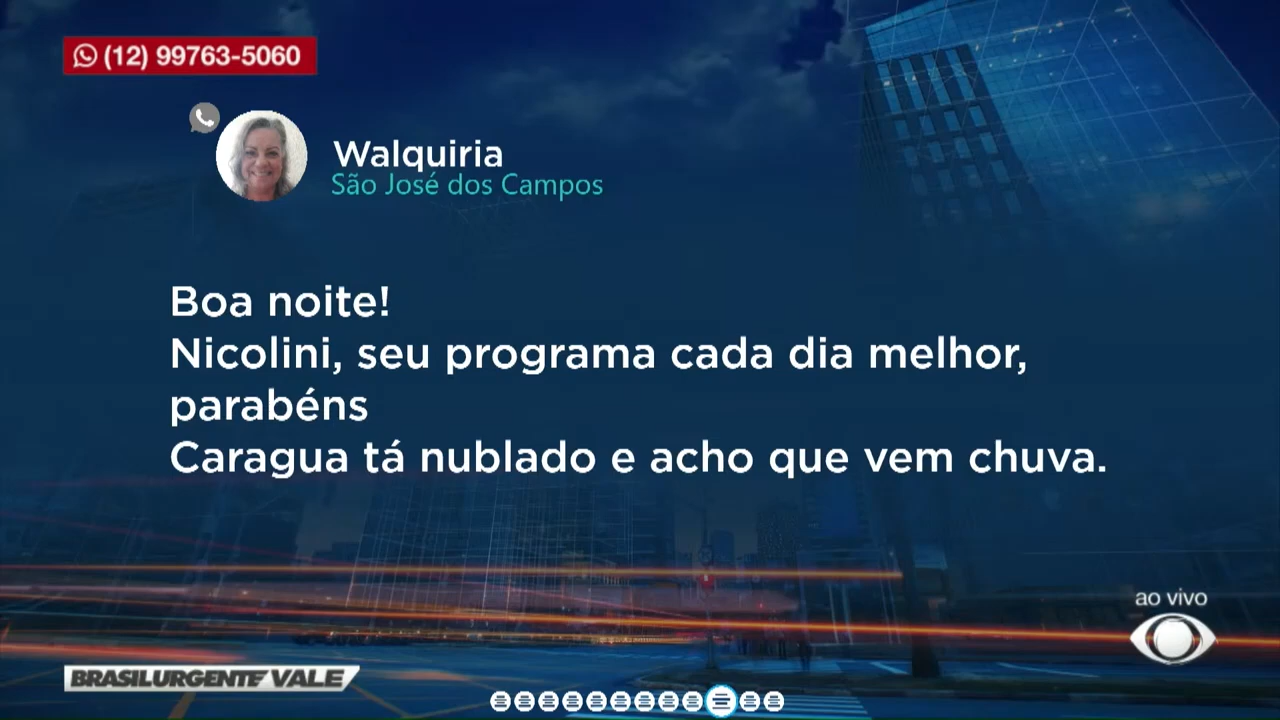 (12) 99763-5060
Walquiria
São José dos Campos
Boa noite!
Nicolini, seu programa cada dia melhor,
parabéns
Caragua tá nublado e acho que vem chuva.
ao vivo
BRASILURGENTE VALE